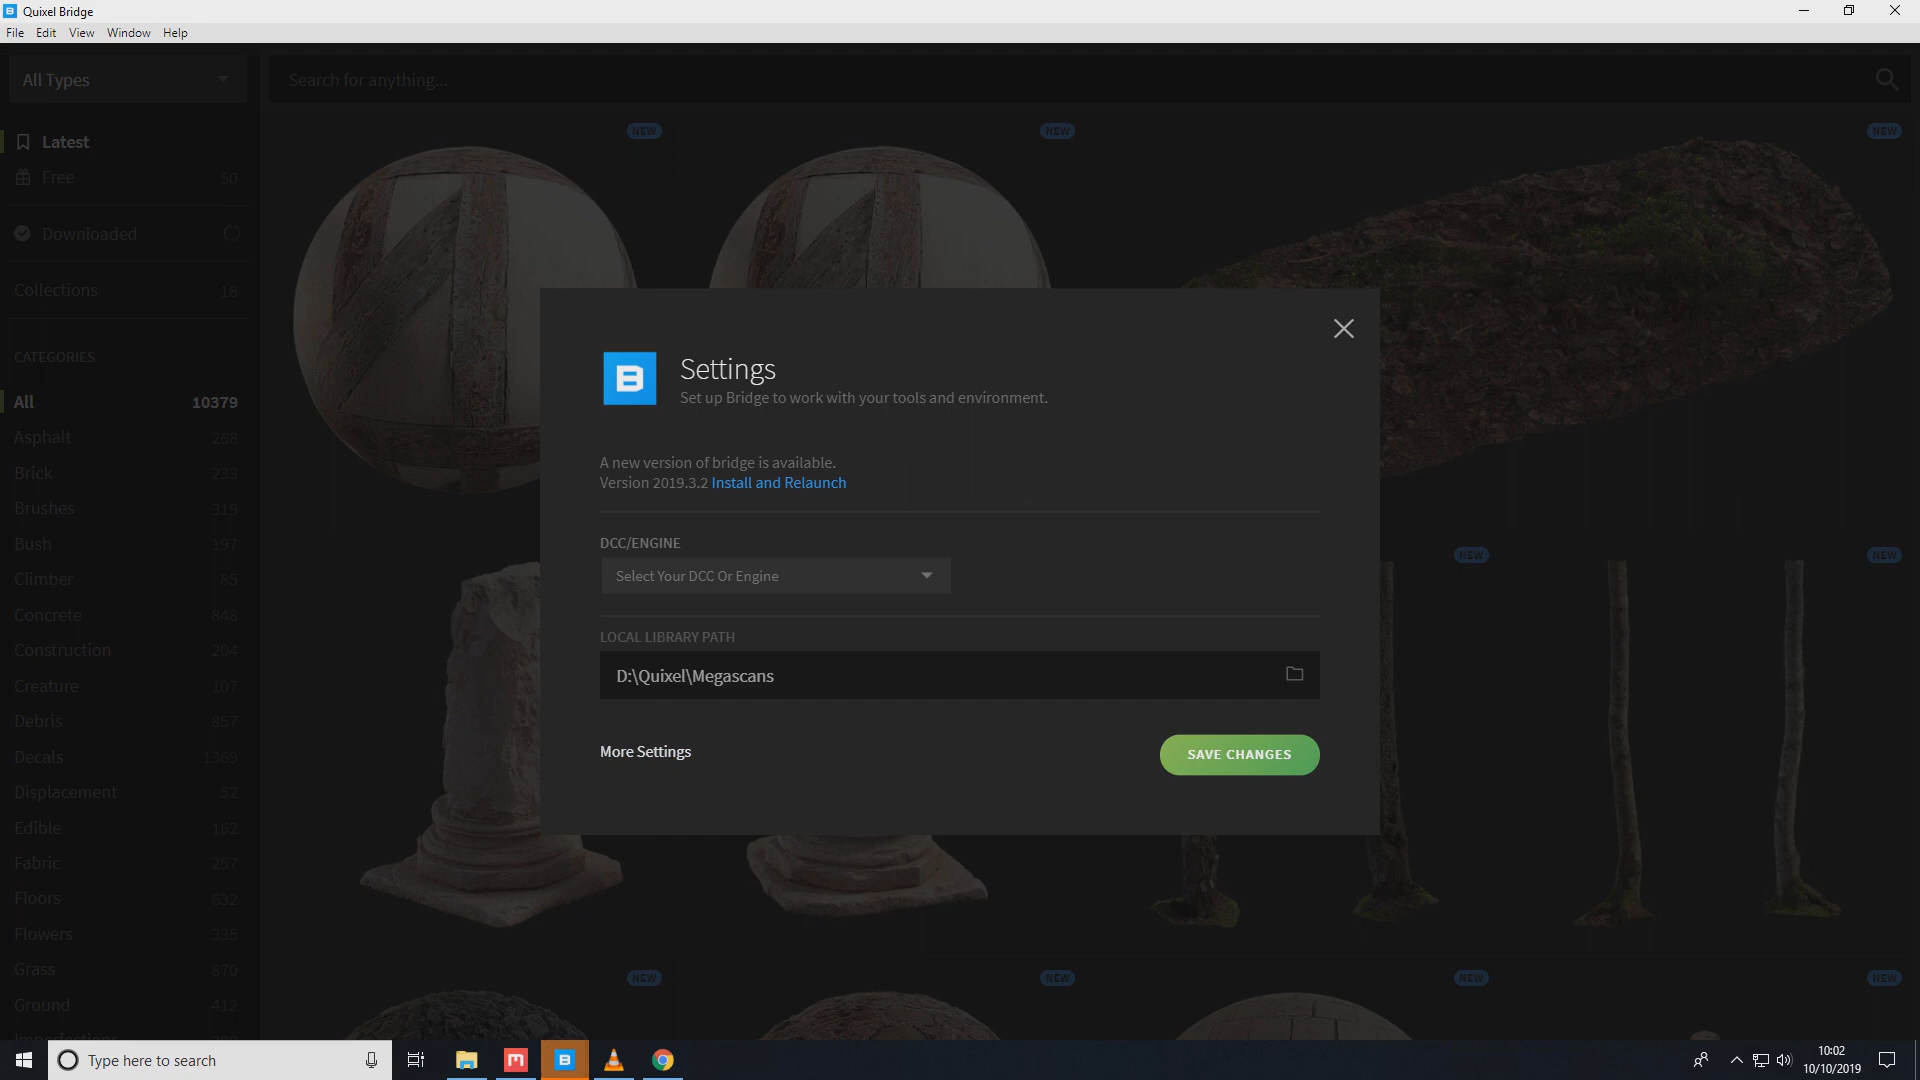 Quixel Bridge
File Edit View Window Help
All Types
Search for anything...
Latest
Free 50
Downloaded
Collections 18
CATEGORIES
All 10379
Asphalt 268
Brick 233
Brushes 319
Bush 197
Climber 85
Concrete 848
Construction 204
Creature 107
Debris 857
Decals 1369
Displacement 52
Edible 162
Fabric 257
Floors 632
Flowers 335
Grass 870
Ground 412
NEW
NEW
NEW
Settings
Set up Bridge to work with your tools and environment.
A new version of bridge is available.
Version 2019.3.2 Install and Relaunch
DCC/ENGINE
Select Your DCC Or Engine
LOCAL LIBRARY PATH
D:\Quixel\Megascans
More Settings
SAVE CHANGES
NEW
NEW
NEW
NEW
NEW
NEW
Type here to search
10:02
10/10/2019